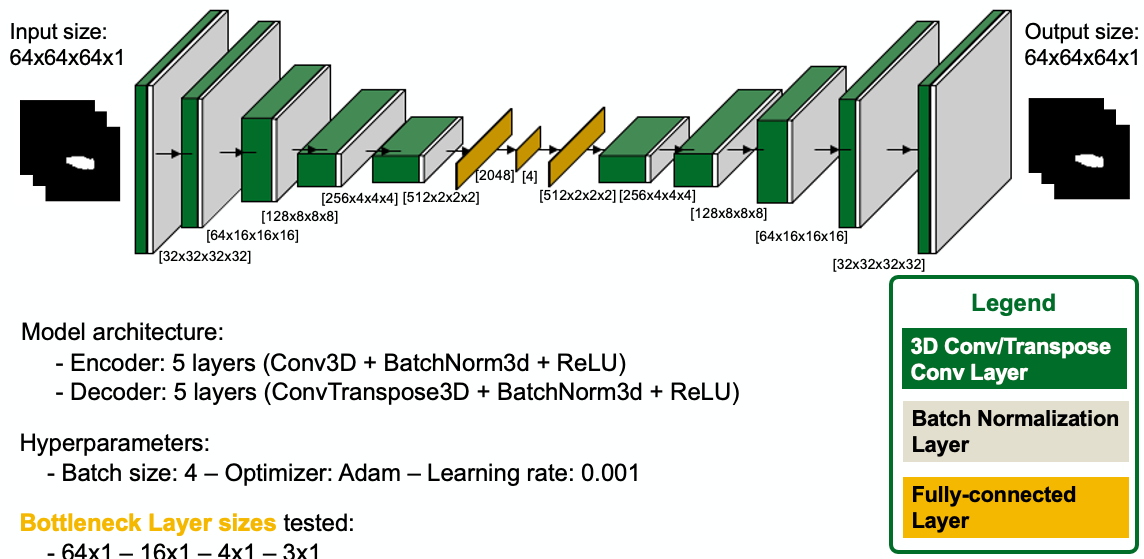 Input size:
64x64x64x1
Output size:
64x64x64x1
[32x32x32x32]
[64x16x16x16]
[128x8x8x8]
[256x4x4x4]
[512x2x2x2]
[2048]
[4]
[512x2x2x2x2]
[256x4x4x4]
[128x8x8x8]
[64x16x16x16]
[32x32x32x32]
Model architecture:
- Encoder: 5 layers (Conv3D + BatchNorm3d + ReLU)
- Decoder: 5 layers (ConvTranspose3D + BatchNorm3d + ReLU)
Hyperparameters:
- Batch size: 4 – Optimizer: Adam – Learning rate: 0.001
Bottleneck Layer sizes tested:
- 64x1 – 16x1 – 4x1 – 3x1
Legend
3D Conv/Transpose
Conv Layer
Batch Normalization
Layer
Fully-connected
Layer